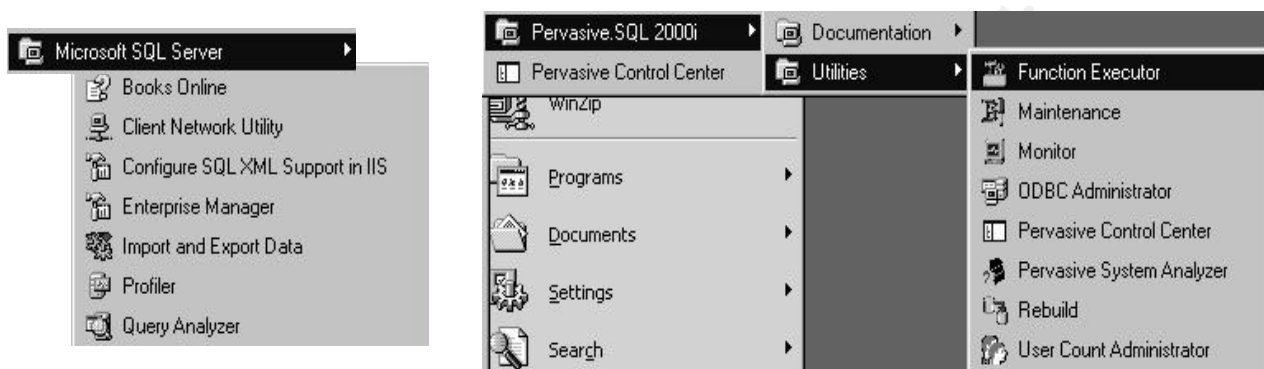 Microsoft SQL Server
Books Online
Client Network Utility
Configure SQL XML Support in IIS
Enterprise Manager
Import and Export Data
Profiler
Query Analyzer
Pervasive.SQL 2000i
Pervasive Control Center
WinZip
Programs
Documents
Settings
Search
Documentation
Utilities
Function Executor
Maintenance
Monitor
ODBC Administrator
Pervasive Control Center
Pervasive System Analyzer
Rebuild
User Count Administrator